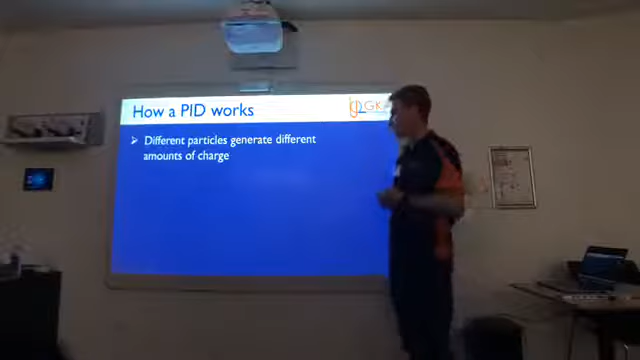 How a PID works
➢ Different particles generate different
amounts of charge